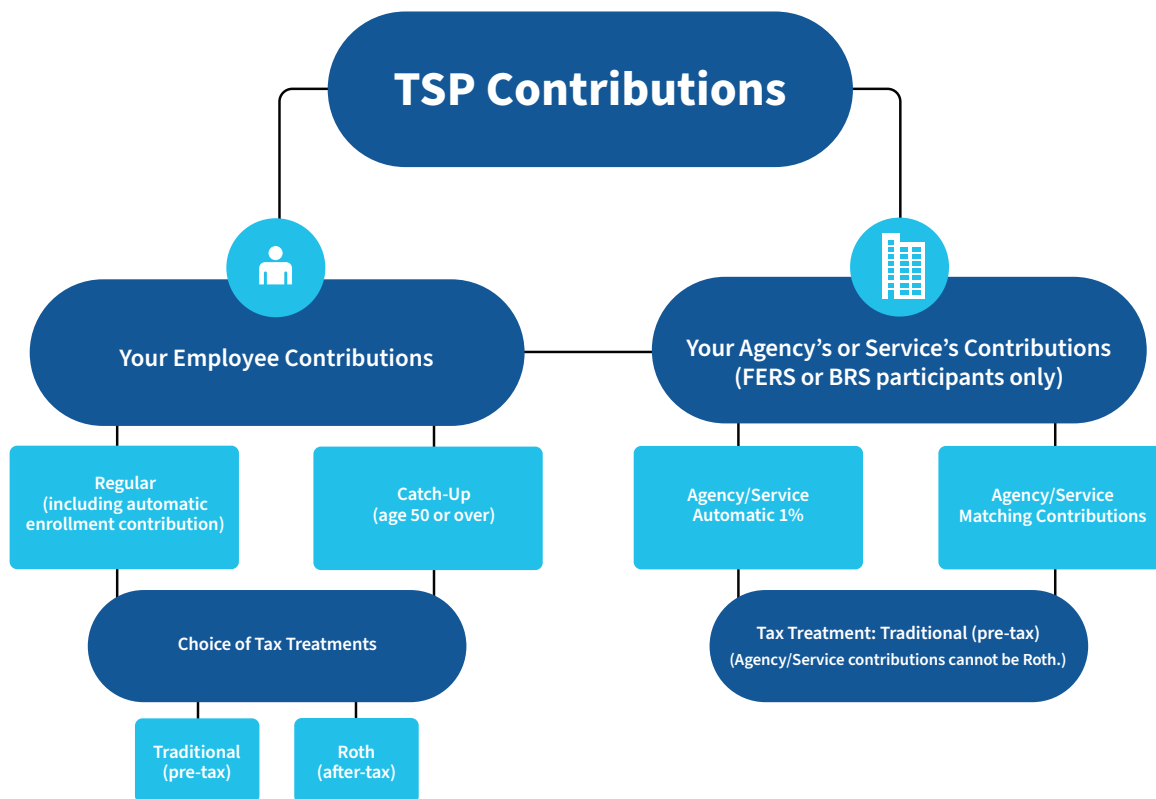 TSP Contributions
Your Employee Contributions
Your Agency’s or Service’s Contributions
(FERS or BRS participants only)
Regular
(including automatic
enrollment contribution)
Catch-Up
(age 50 or over)
Agency/Service
Automatic 1%
Agency/Service
Matching Contributions
Choice of Tax Treatments
Tax Treatment: Traditional (pre-tax)
(Agency/Service contributions cannot be Roth.)
Traditional
(pre-tax)
Roth
(after-tax)